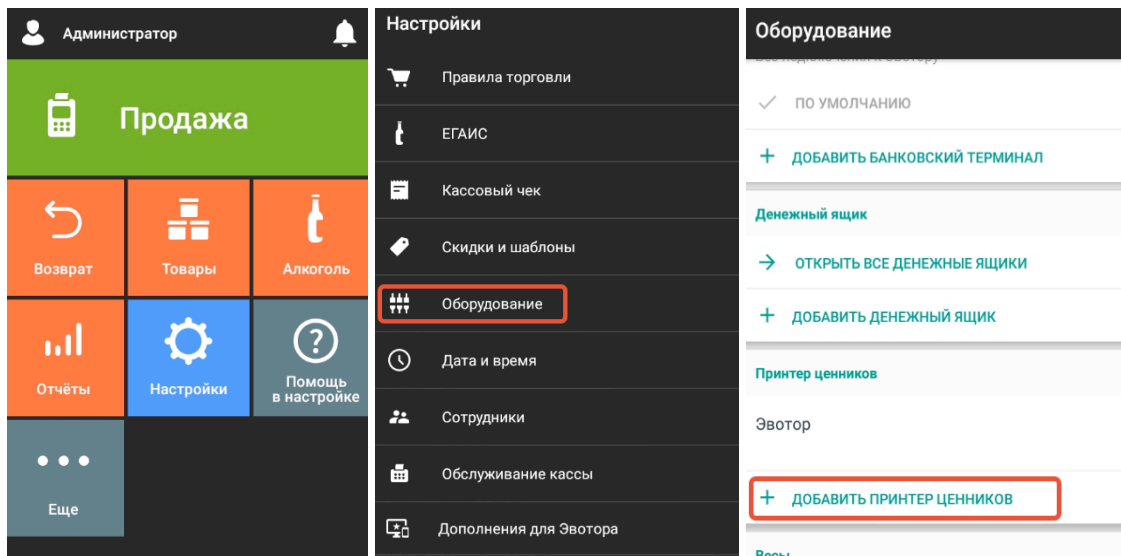 Администратор
Продажа
Возврат
Товары
Алкоголь
Отчёты
Настройки
Помощь
в настройке
Еще
Настройки
Правила торговли
ЕГАИС
Кассовый чек
Скидки и шаблоны
Оборудование
Дата и время
Сотрудники
Обслуживание кассы
Дополнения для Эвотора
Оборудование
ПО УМОЛЧАНИЮ
ДОБАВИТЬ БАНКОВСКИЙ ТЕРМИНАЛ
Денежный ящик
ОТКРЫТЬ ВСЕ ДЕНЕЖНЫЕ ЯЩИКИ
ДОБАВИТЬ ДЕНЕЖНЫЙ ЯЩИК
Принтер ценников
Эвотор
ДОБАВИТЬ ПРИНТЕР ЦЕННИКОВ
Весы